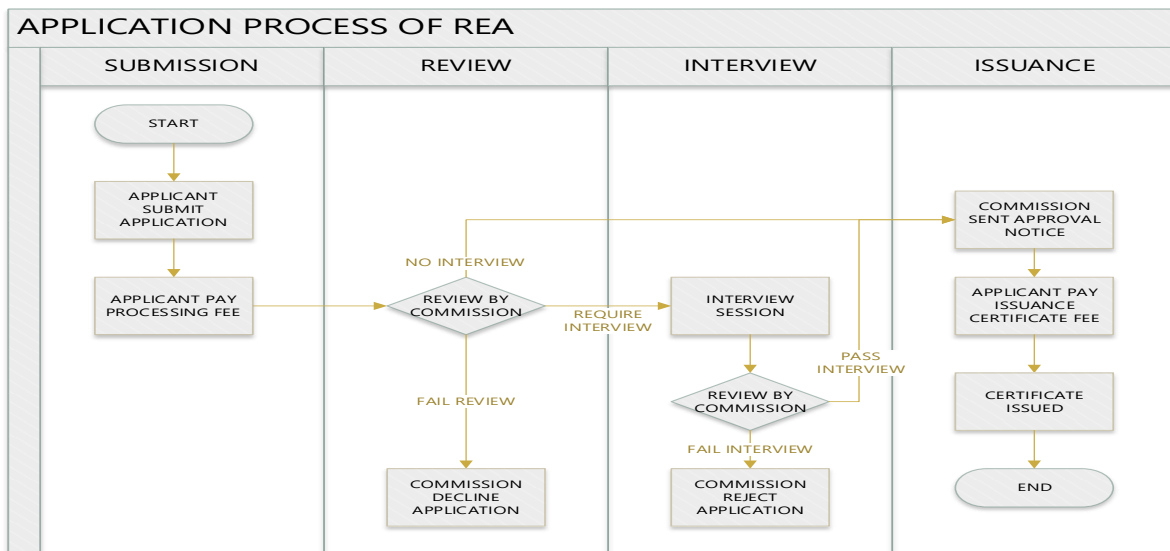 APPLICATION PROCESS OF REA
SUBMISSION
REVIEW
INTERVIEW
ISSUANCE
START
APPLICANT
SUBMIT
APPLICATION
APPLICANT PAY
PROCESSING FEE
NO INTERVIEW
REVIEW BY
COMMISSION
REQUIRE
INTERVIEW
FAIL REVIEW
COMMISSION
DECLINE
APPLICATION
INTERVIEW
SESSION
REVIEW BY
COMMISSION
PASS
INTERVIEW
FAIL INTERVIEW
COMMISSION
REJECT
APPLICATION
COMMISSION
SENT APPROVAL
NOTICE
APPLICANT PAY
ISSUANCE
CERTIFICATE FEE
CERTIFICATE
ISSUED
END